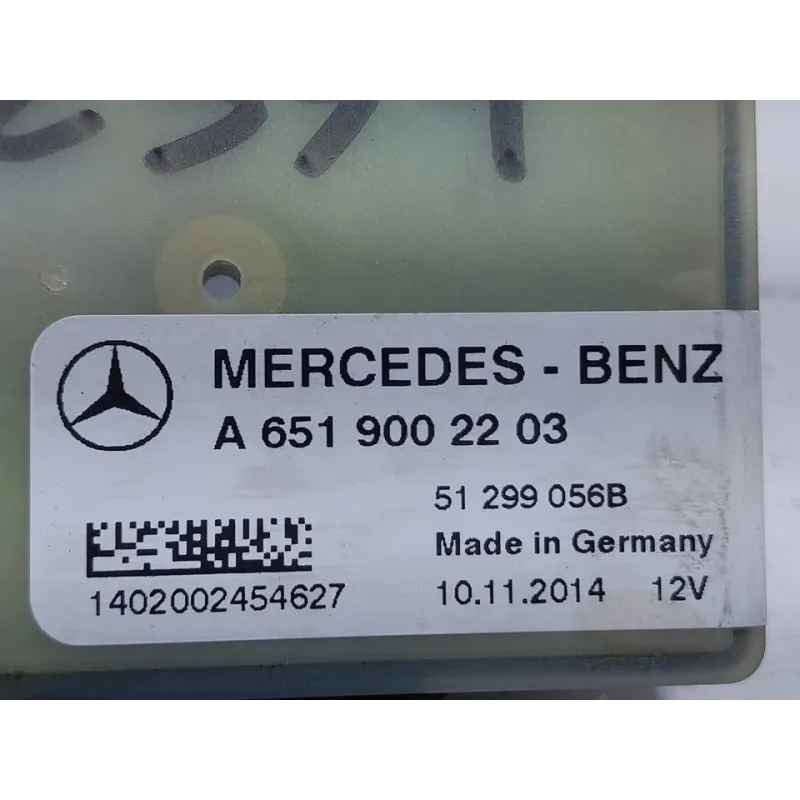 MERCEDES - BENZ
A 651 900 22 03
51 299 056B
Made in Germany
1402002454627
10.11.2014 12V